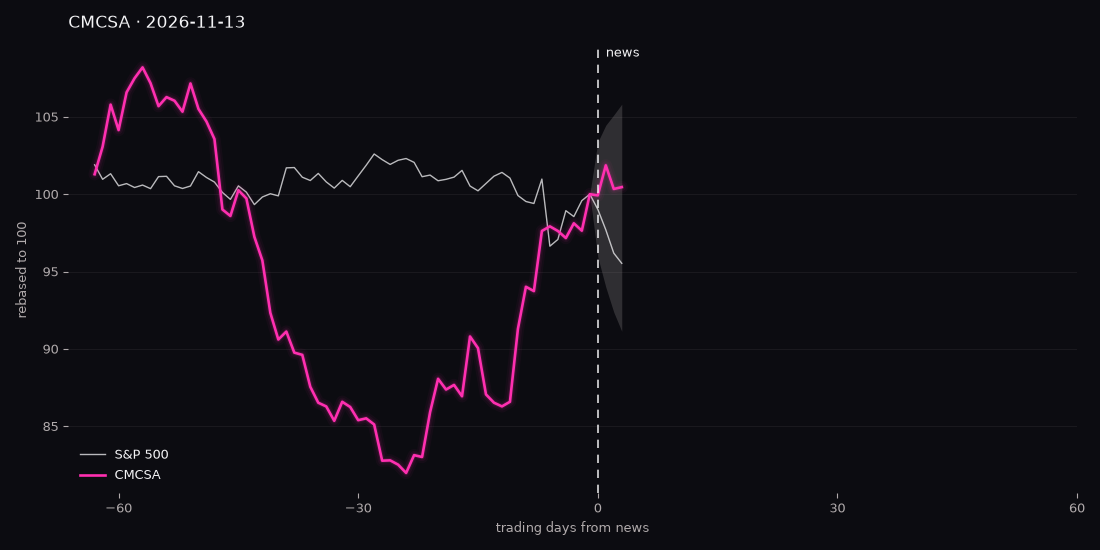 CMCSA · 2026-11-13
news
105
100
95
90
85
rebased to 100
S&P 500
CMCSA
−60
−30
0
30
60
trading days from news